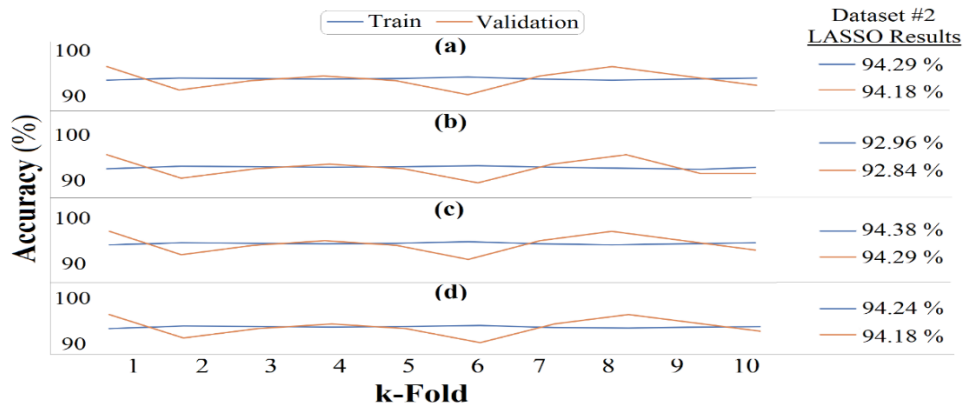 Train Validation
Dataset #2
LASSO Results
Accuracy (%)
(a)
100
90
94.29 %
94.18 %
(b)
100
90
92.96 %
92.84 %
(c)
100
90
94.38 %
94.29 %
(d)
100
90
94.24 %
94.18 %
1 2 3 4 5 6 7 8 9 10
k-Fold